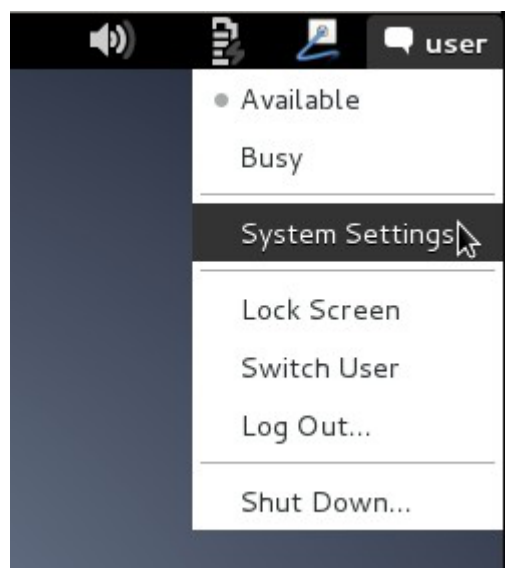 user
Available
Busy
System Settings
Lock Screen
Switch User
Log Out...
Shut Down...